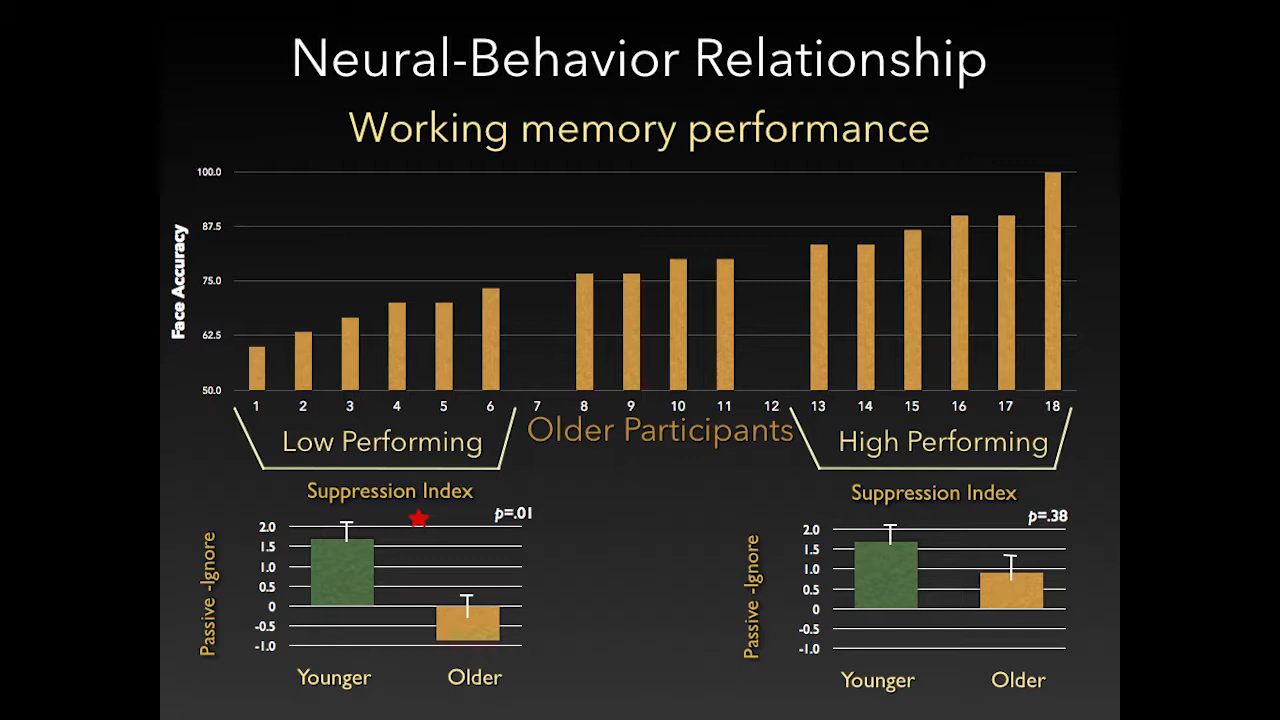 Neural-Behavior Relationship
Working memory performance
Face Accuracy
100.0
87.5
75.0
62.5
50.0
1 2 3 4 5 6 7 8 9 10 11 12 13 14 15 16 17 18
Low Performing
Older Participants
High Performing
Suppression Index
p=.01
Passive -Ignore
2.0
1.5
1.0
0.5
0
-0.5
-1.0
Younger Older
Suppression Index
p=.38
Passive -Ignore
2.0
1.5
1.0
0.5
0
-0.5
-1.0
Younger Older